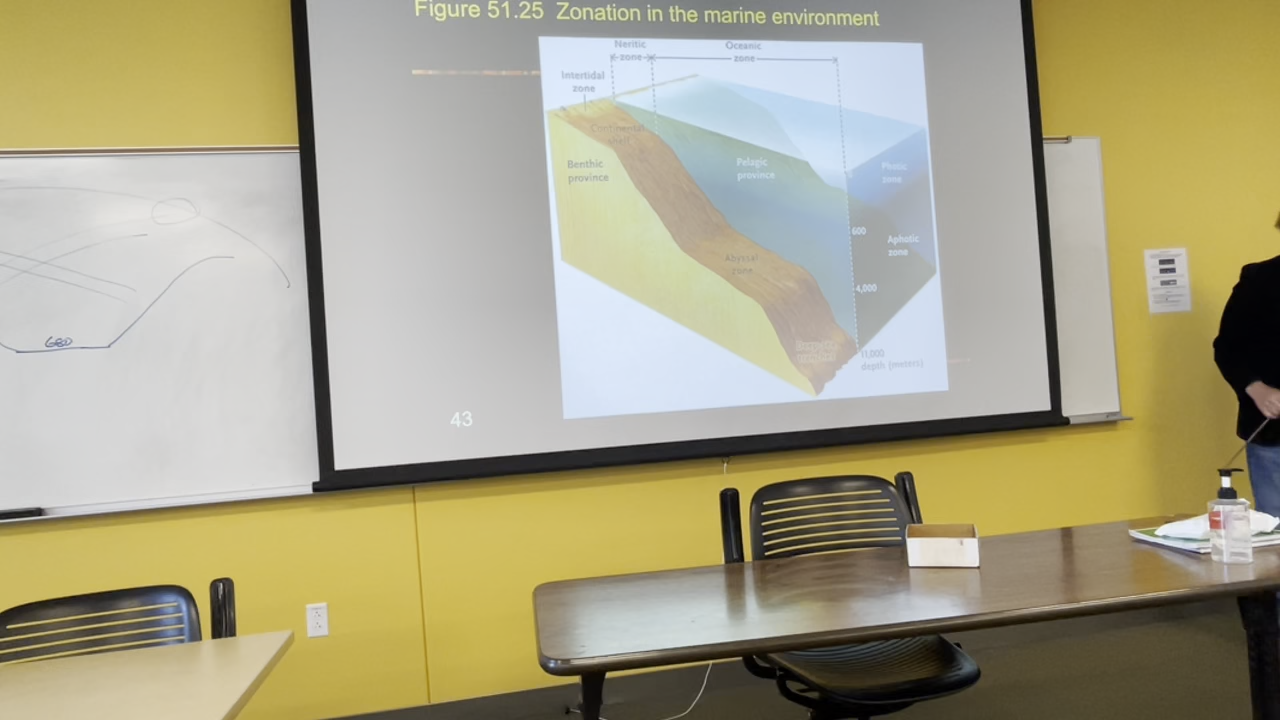 Figure 51.25 Zonation in the marine environment
Neritic
zone
Oceanic
zone
Intertidal
zone
Continental
Benthic
province
Pelagic
province
Photic
zone
600
Aphotic
zone
Abyssal
zone
4,000
11,000
depth (meters)
43